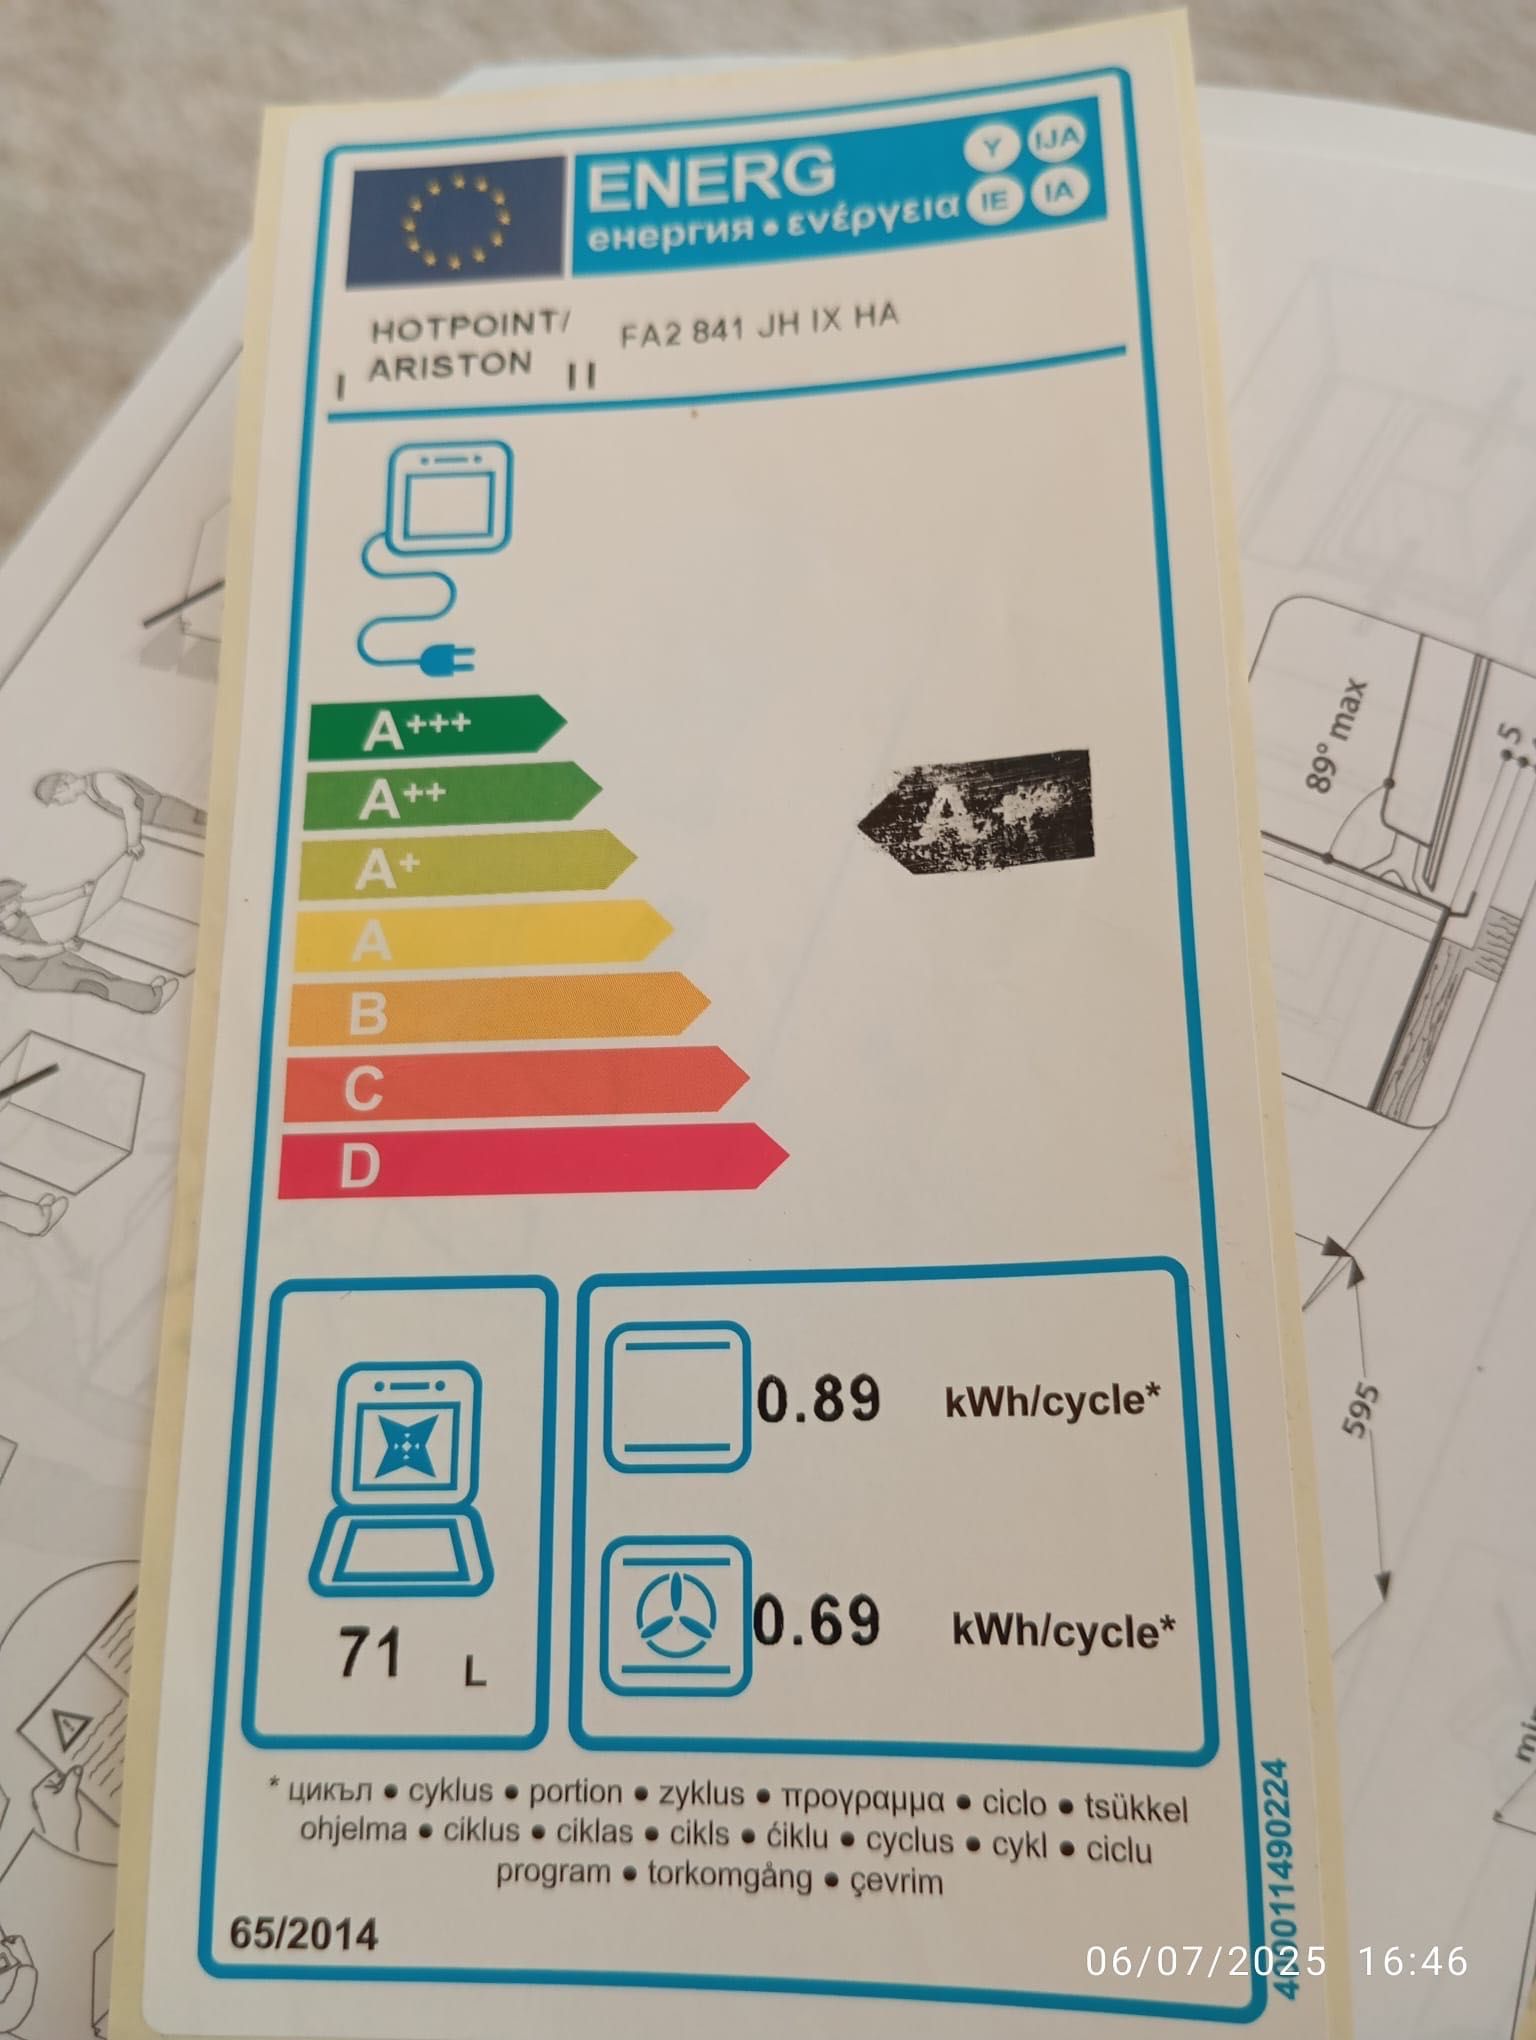 ENERG
енергия • ενέργεια
Y
IJA
IE
IA
HOTPOINT/
ARISTON
I
II
FA2 841 JH IX HA
A+++
A++
A+
A
B
C
D
A+
71 L
0.89 kWh/cycle*
0.69 kWh/cycle*
* цикъл • cyklus • portion • zyklus • πρόγραμμα • ciclo • tsükkel
ohjelma • ciklus • ciklas • cikls • ċiklu • cyclus • cykl • ciclu
program • torkomgång • çevrim
65/2014
400011490224
89° max
5
595
06/07/2025 16:46